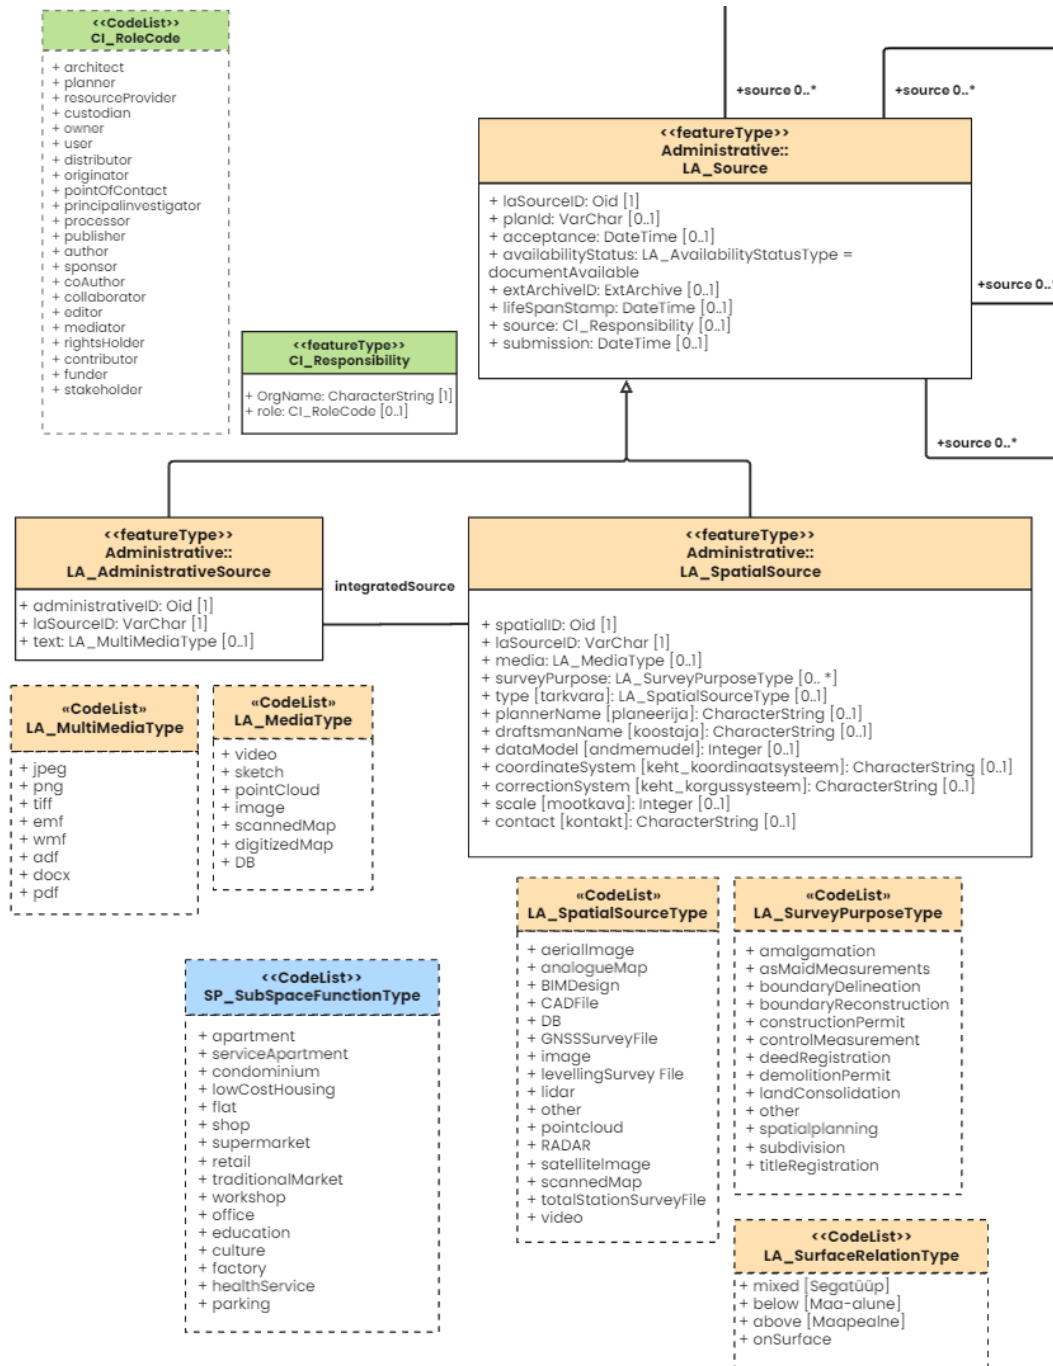 <<CodeList>>
CI_RoleCode
+ architect
+ planner
+ resourceProvider
+ custodian
+ owner
+ user
+ distributor
+ originator
+ pointOfContact
+ principalinvestigator
+ processor
+ publisher
+ author
+ sponsor
+ coAuthor
+ collaborator
+ editor
+ mediator
+ rightsHolder
+ contributor
+ funder
+ stakeholder
<<featureType>>
CI_Responsibility
+ OrgName: CharacterString [1]
+ role: CI_RoleCode [0..1]
+source 0..*
+source 0..*
<<featureType>>
Administrative::
LA_Source
+ laSourceID: Oid [1]
+ planId: VarChar [0..1]
+ acceptance: DateTime [0..1]
+ availabilityStatus: LA_AvailabilityStatusType =
documentAvailable
+ extArchiveID: ExtArchive [0..1]
+ lifeSpanStamp: DateTime [0..1]
+ source: CI_Responsibility [0..1]
+ submission: DateTime [0..1]
+source 0..*
+source 0..*
<<featureType>>
Administrative::
LA_AdministrativeSource
+ administrativeID: Oid [1]
+ laSourceID: VarChar [1]
+ text: LA_MultiMediaType [0..1]
integratedSource
<<featureType>>
Administrative::
LA_SpatialSource
+ spatialID: Oid [1]
+ laSourceID: VarChar [1]
+ media: LA_MediaType [0..1]
+ surveyPurpose: LA_SurveyPurposeType [0.. *]
+ type [tarkvara]: LA_SpatialSourceType [0..1]
+ plannerName [planeerija]: CharacterString [0..1]
+ draftsmanName [koostaja]: CharacterString [0..1]
+ dataModel [andmemudel]: Integer [0..1]
+ coordinateSystem [keht_koordinaatsysteem]: CharacterString [0..1]
+ correctionSystem [keht_korgussysteem]: CharacterString [0..1]
+ scale [mootkava]: Integer [0..1]
+ contact [kontakt]: CharacterString [0..1]
«CodeList»
LA_MultiMediaType
+ jpeg
+ png
+ tiff
+ emf
+ wmf
+ adf
+ docx
+ pdf
«CodeList»
LA_MediaType
+ video
+ sketch
+ pointCloud
+ image
+ scannedMap
+ digitizedMap
+ DB
«CodeList»
LA_SpatialSourceType
+ aerialImage
+ analogueMap
+ BIMDesign
+ CADFile
+ DB
+ GNSSSurveyFile
+ image
+ levellingSurvey File
+ lidar
+ other
+ pointcloud
+ RADAR
+ satelliteImage
+ scannedMap
+ totalStationSurveyFile
+ video
«CodeList»
LA_SurveyPurposeType
+ amalgamation
+ asMaidMeasurements
+ boundaryDelineation
+ boundaryReconstruction
+ constructionPermit
+ controlMeasurement
+ deedRegistration
+ demolitionPermit
+ landConsolidation
+ other
+ spatialplanning
+ subdivision
+ titleRegistration
<<CodeList>>
SP_SubSpaceFunctionType
+ apartment
+ serviceApartment
+ condominium
+ lowCostHousing
+ flat
+ shop
+ supermarket
+ retail
+ traditionalMarket
+ workshop
+ office
+ education
+ culture
+ factory
+ healthService
+ parking
<<CodeList>>
LA_SurfaceRelationType
+ mixed [Segatüüp]
+ below [Maa-alune]
+ above [Maapealne]
+ onSurface